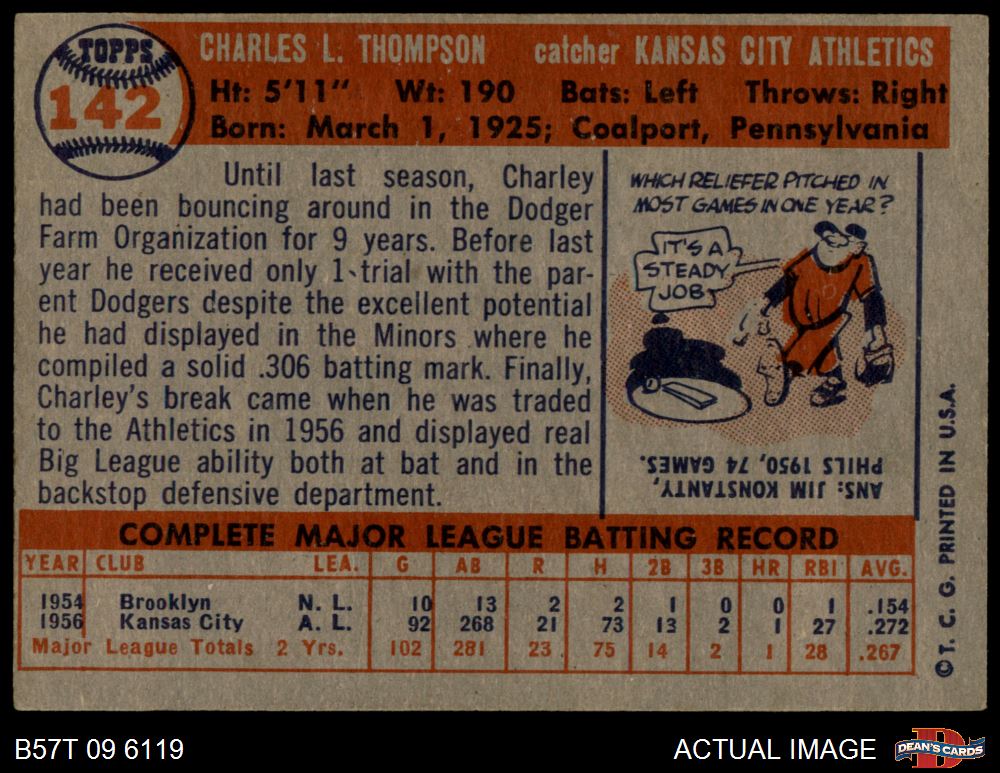 TOPPS
142
CHARLES L. THOMPSON catcher KANSAS CITY ATHLETICS
Ht: 5'11" Wt: 190 Bats: Left Throws: Right
Born: March 1, 1925; Coalport, Pennsylvania
Until last season, Charley
had been bouncing around in the Dodger
Farm Organization for 9 years. Before last
year he received only 1 trial with the par-
ent Dodgers despite the excellent potential
he had displayed in the Minors where he
compiled a solid .306 batting mark. Finally,
Charley's break came when he was traded
to the Athletics in 1956 and displayed real
Big League ability both at bat and in the
backstop defensive department.
WHICH RELIEFER PITCHED IN
MOST GAMES IN ONE YEAR?
IT'S A
STEADY
JOB
ANS: JIM KONSTANTY,
PHILS 1950, 74 GAMES.
COMPLETE MAJOR LEAGUE BATTING RECORD
YEAR CLUB LEA. G AB R H 2B 3B HR RBI AVG.
1954 Brooklyn N. L. 10 13 2 2 1 0 0 1 .154
1956 Kansas City A. L. 92 268 21 73 13 2 1 27 .272
Major League Totals 2 Yrs. 102 281 23 75 14 2 1 28 .267
© T. C. G. PRINTED IN U.S.A.
B57T 09 6119
ACTUAL IMAGE
D
DEAN'S CARDS